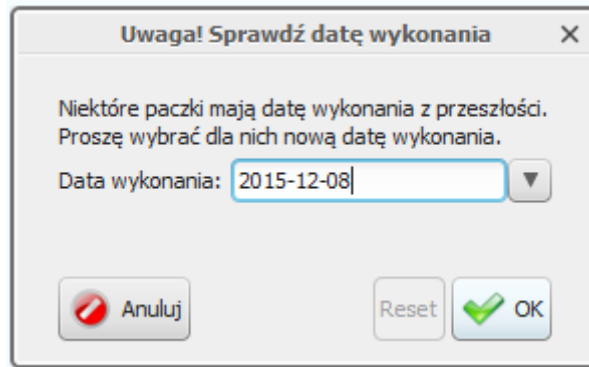 Uwaga! Sprawdź datę wykonania
Niektóre paczki mają datę wykonania z przeszłości.
Proszę wybrać dla nich nową datę wykonania.
Data wykonania: 2015-12-08
Anuluj Reset OK